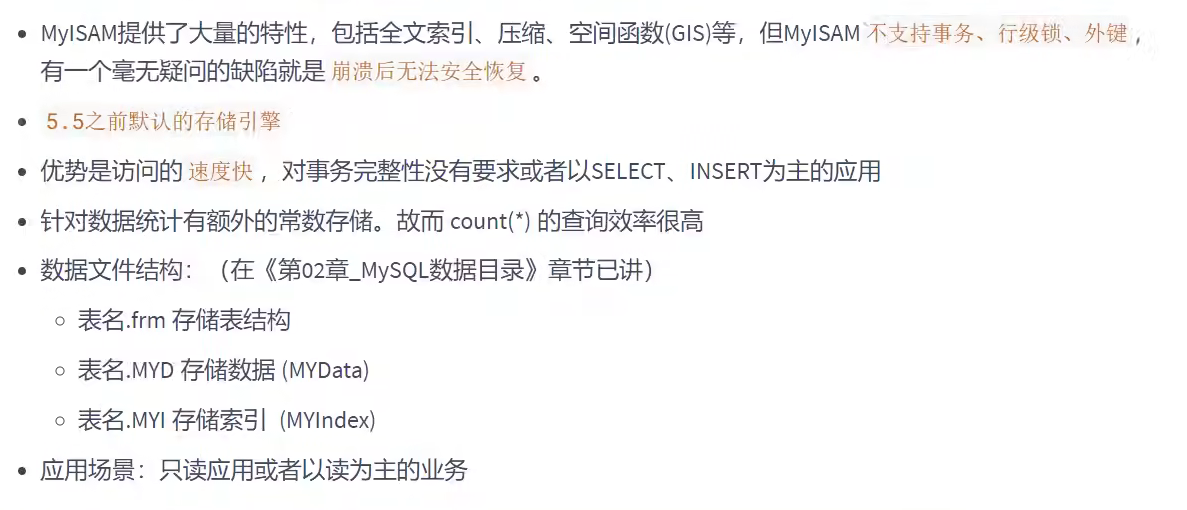 MyISAM提供了大量的特性，包括全文索引、压缩、空间函数(GIS)等，但MyISAM不支持事务、行级锁、外键，
有一个毫无疑问的缺陷就是崩溃后无法安全恢复。
5.5之前默认的存储引擎
优势是访问的速度快，对事务完整性没有要求或者以SELECT、INSERT为主的应用
针对数据统计有额外的常数存储。故而 count(*) 的查询效率很高
数据文件结构：（在《第02章_MySQL数据目录》章节已讲）
表名.frm 存储表结构
表名.MYD 存储数据 (MYData)
表名.MYI 存储索引 (MYIndex)
应用场景：只读应用或者以读为主的业务